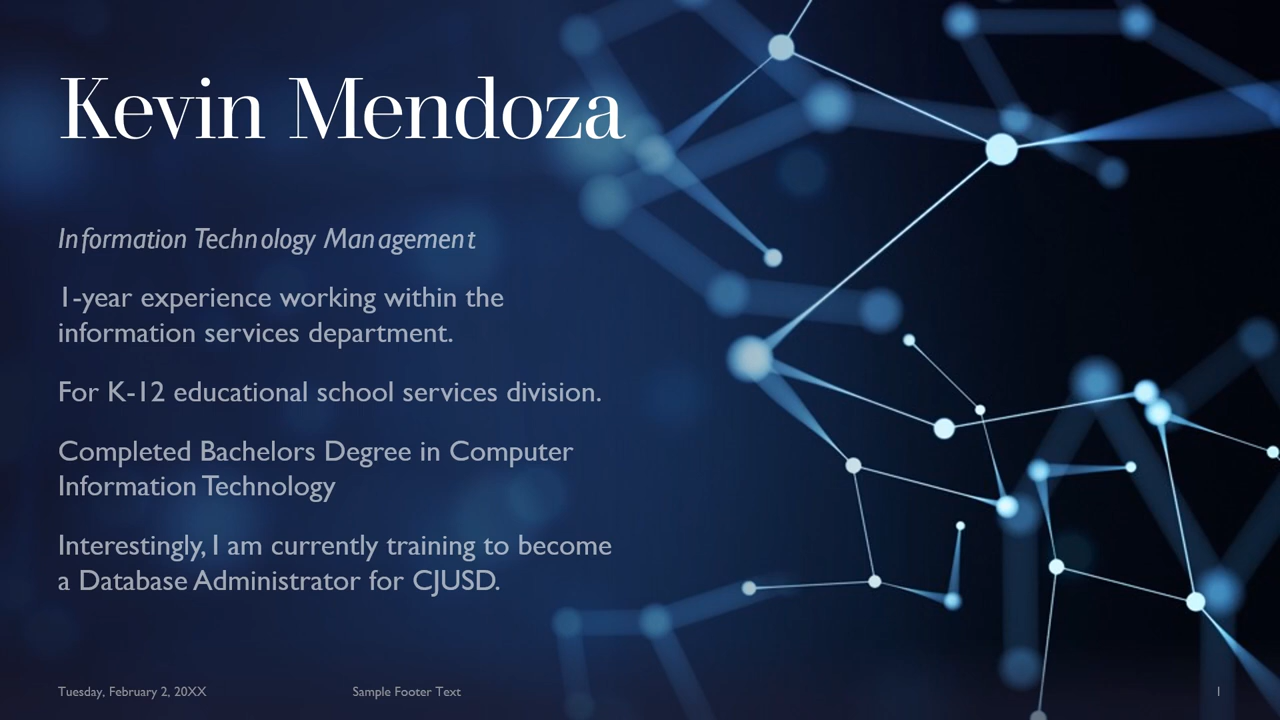 Kevin Mendoza
Information Technology Management
1-year experience working within the
information services department.
For K-12 educational school services division.
Completed Bachelors Degree in Computer
Information Technology
Interestingly, I am currently training to become
a Database Administrator for CJUSD.
Tuesday, February 2, 20XX
Sample Footer Text
1